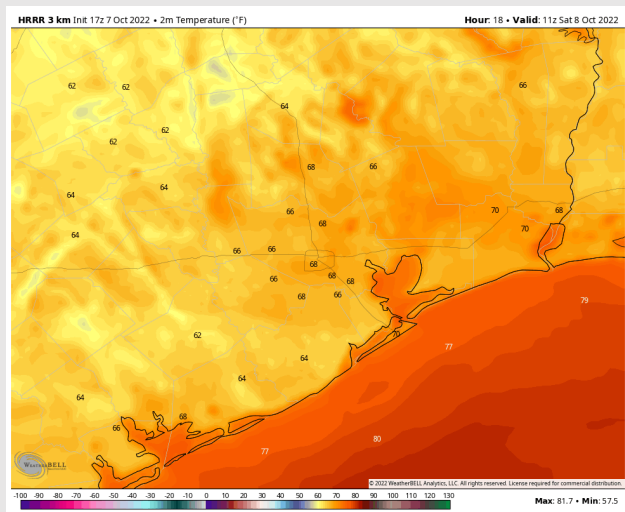 HRRR 3 km Init 17z 7 Oct 2022 • 2m Temperature (°F)
Hour: 18 • Valid: 11z Sat 8 Oct 2022
62 62 66
64
62 62
68 66
64 64
66 70 68
68 70
64
66 66
68
66 68 68
68 66
79
62 70
77
64
64
64
68
66
80
77
WeatherBELL
© 2022 WeatherBELL Analytics, LLC. All rights reserved. License required for commercial distribution.
-100 -90 -80 -70 -60 -50 -40 -30 -20 -10 0 10 20 30 40 50 60 70 80 90 100 110 120 130
Max: 81.7 • Min: 57.5